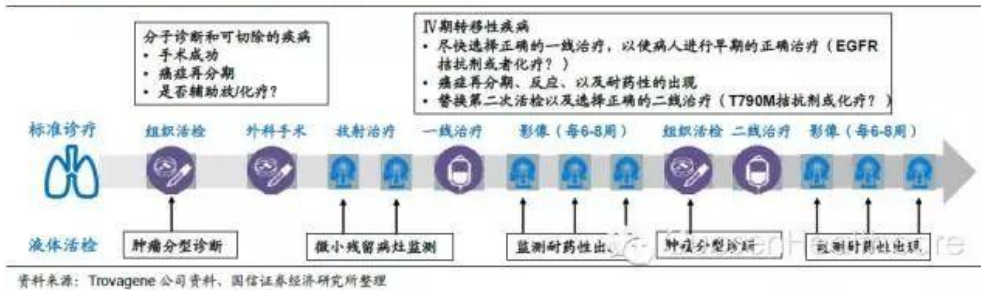 分子诊断和可切除的疾病
• 手术成功
• 癌症再分期
• 是否辅助放/化疗？
Ⅳ期转移性疾病
• 尽快选择正确的一线治疗，以使病人进行早期的正确治疗（EGFR
拮抗剂或者化疗？）
• 癌症再分期、反应、以及耐药性的出现
• 替换第二次活检以及选择正确的二线治疗（T790M拮抗剂或化疗？）
标准诊疗
组织活检
外科手术
放射治疗
一线治疗
影像（每6-8周）
组织活检
二线治疗
影像（每6-8周）
液体活检
肿瘤分型诊断
微小残留病灶监测
监测耐药性出
肿瘤分型诊断
监测耐药性出现
资料来源：Trovagene 公司资料、国信证券经济研究所整理